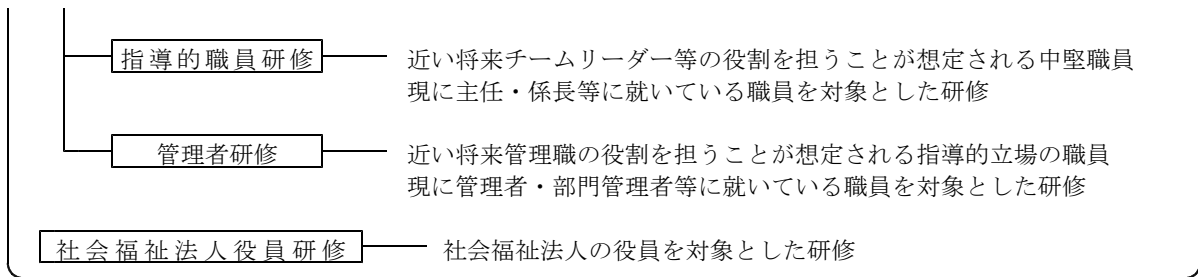 指導的職員研修 近い将来チームリーダー等の役割を担うことが想定される中堅職員
現に主任・係長等に就いている職員を対象とした研修
管理者研修 近い将来管理職の役割を担うことが想定される指導的立場の職員
現に管理者・部門管理者等に就いている職員を対象とした研修
社会福祉法人役員研修 社会福祉法人の役員を対象とした研修